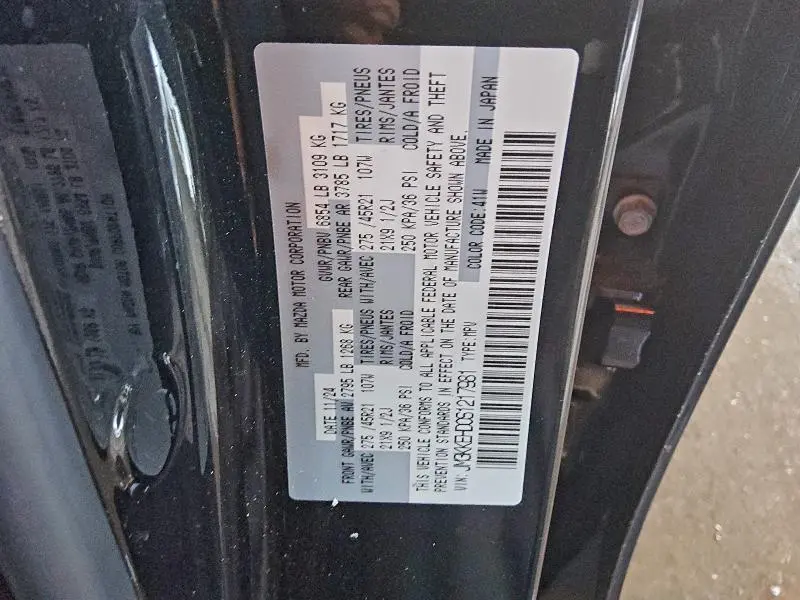 MFD. BY MAZDA MOTOR CORPORATION
DATE 11/24 GVWR/PNBV 6854 LB 3109 KG
FRONT GAWR/PNBE AV 2795 LB 1268 KG REAR GAWR/PNBE AR 3785 LB 1717 KG
WITH/AVEC 275 /45R21 107W TIRES/PNEUS WITH/AVEC 275 /45R21 107W TIRES/PNEUS
21X9 1/2J RIMS/JANTES 21X9 1/2J RIMS/JANTES
250 KPA/36 PSI COLD/A FROID 250 KPA/36 PSI COLD/A FROID
THIS VEHICLE CONFORMS TO ALL APPLICABLE FEDERAL MOTOR VEHICLE SAFETY AND THEFT
PREVENTION STANDARDS IN EFFECT ON THE DATE OF MANUFACTURE SHOWN ABOVE.
VIN: JM3KKEHD0S1217981 TYPE:MPV COLOR CODE:41W MADE IN JAPAN